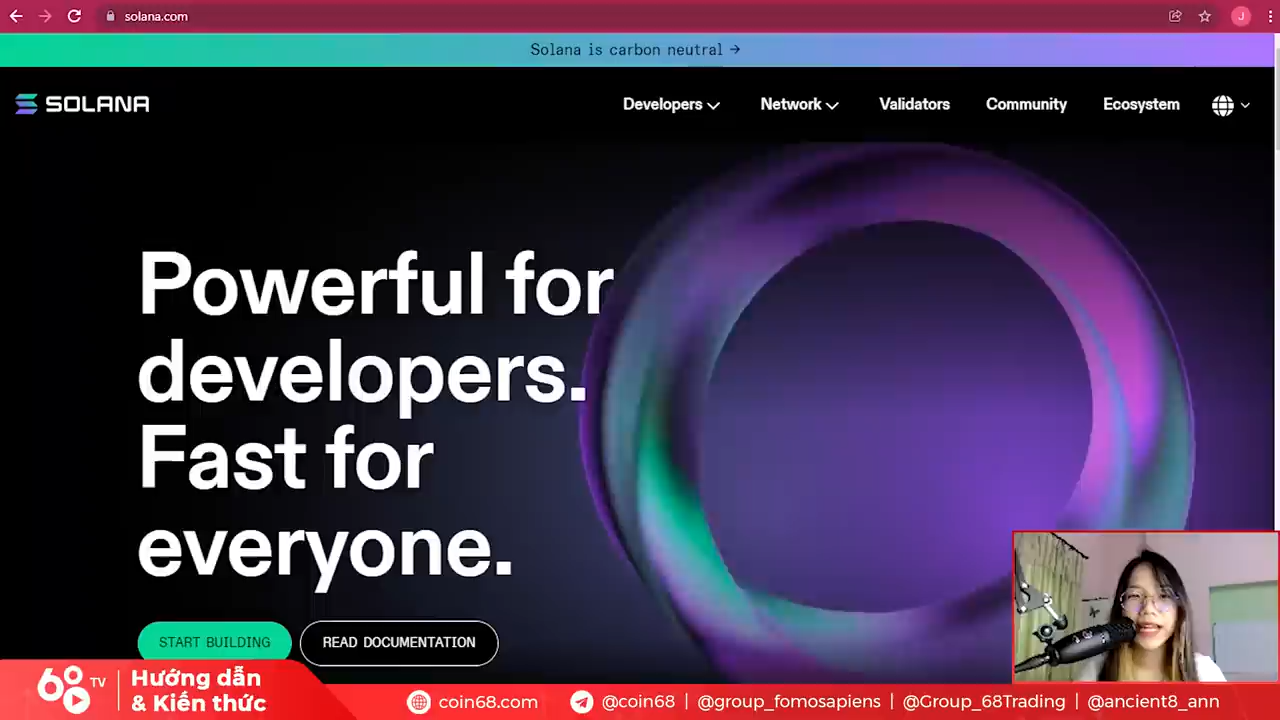 solana.com
J
Solana is carbon neutral →
SOLANA
Developers
Network
Validators
Community
Ecosystem
Powerful for
developers.
Fast for
everyone.
START BUILDING
READ DOCUMENTATION
68 TV
Hướng dẫn
& Kiến thức
coin68.com
@coin68 | @group_fomosapiens | @Group_68Trading | @ancient8_ann